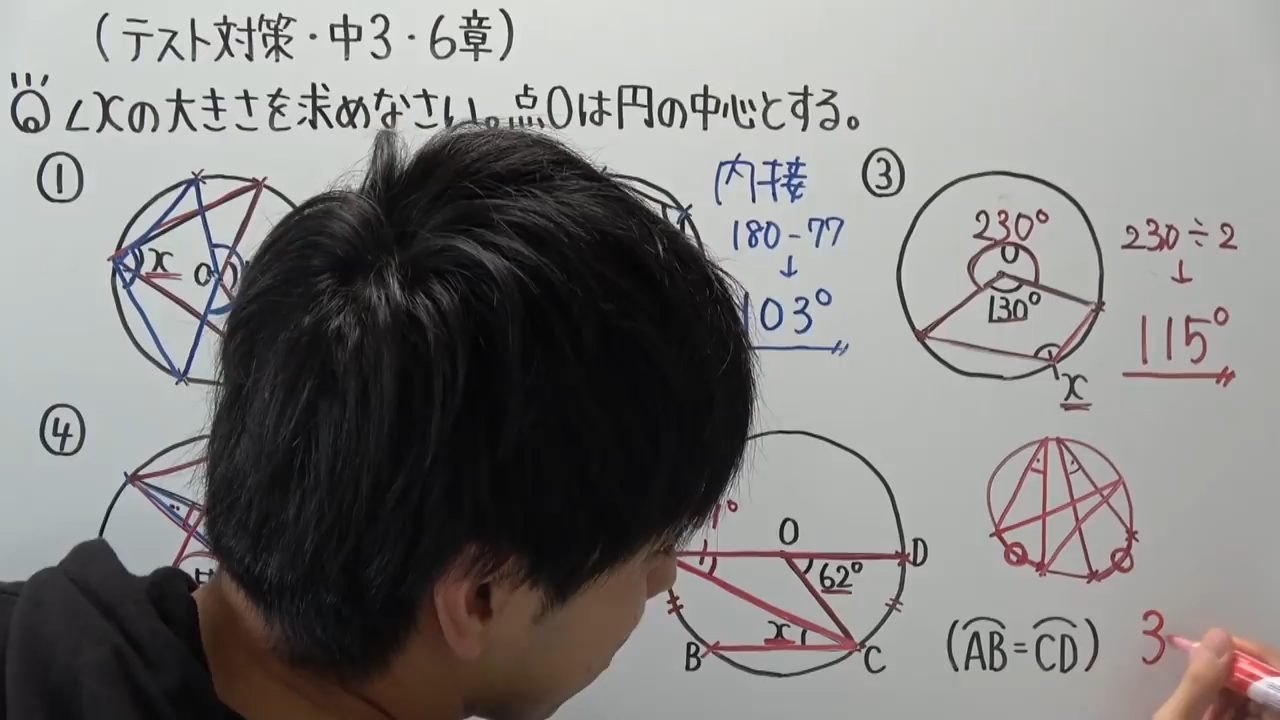 (テスト対策・中3・6章)
Q ∠xの大きさを求めなさい。点Oは円の中心とする。
①
x
O
内接
180-77
↓
103°
③
230°
O
130°
x
230÷2
↓
115°
④
O
D
62°
x
B
C
(AB=CD)
3